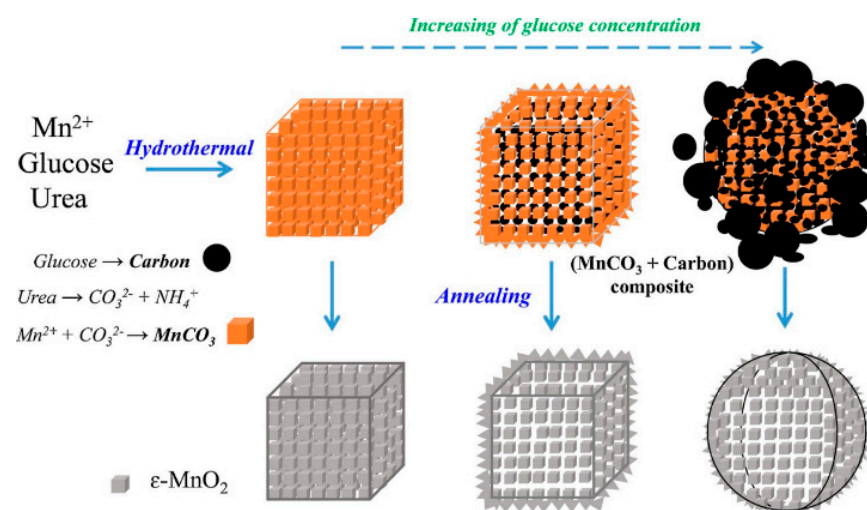 Increasing of glucose concentration
Mn²⁺
Glucose
Urea
Hydrothermal
Glucose → Carbon
Urea → CO₃²⁻ + NH₄⁺
Mn²⁺ + CO₃²⁻→ MnCO₃
(MnCO₃ + Carbon)
composite
Annealing
ε-MnO₂